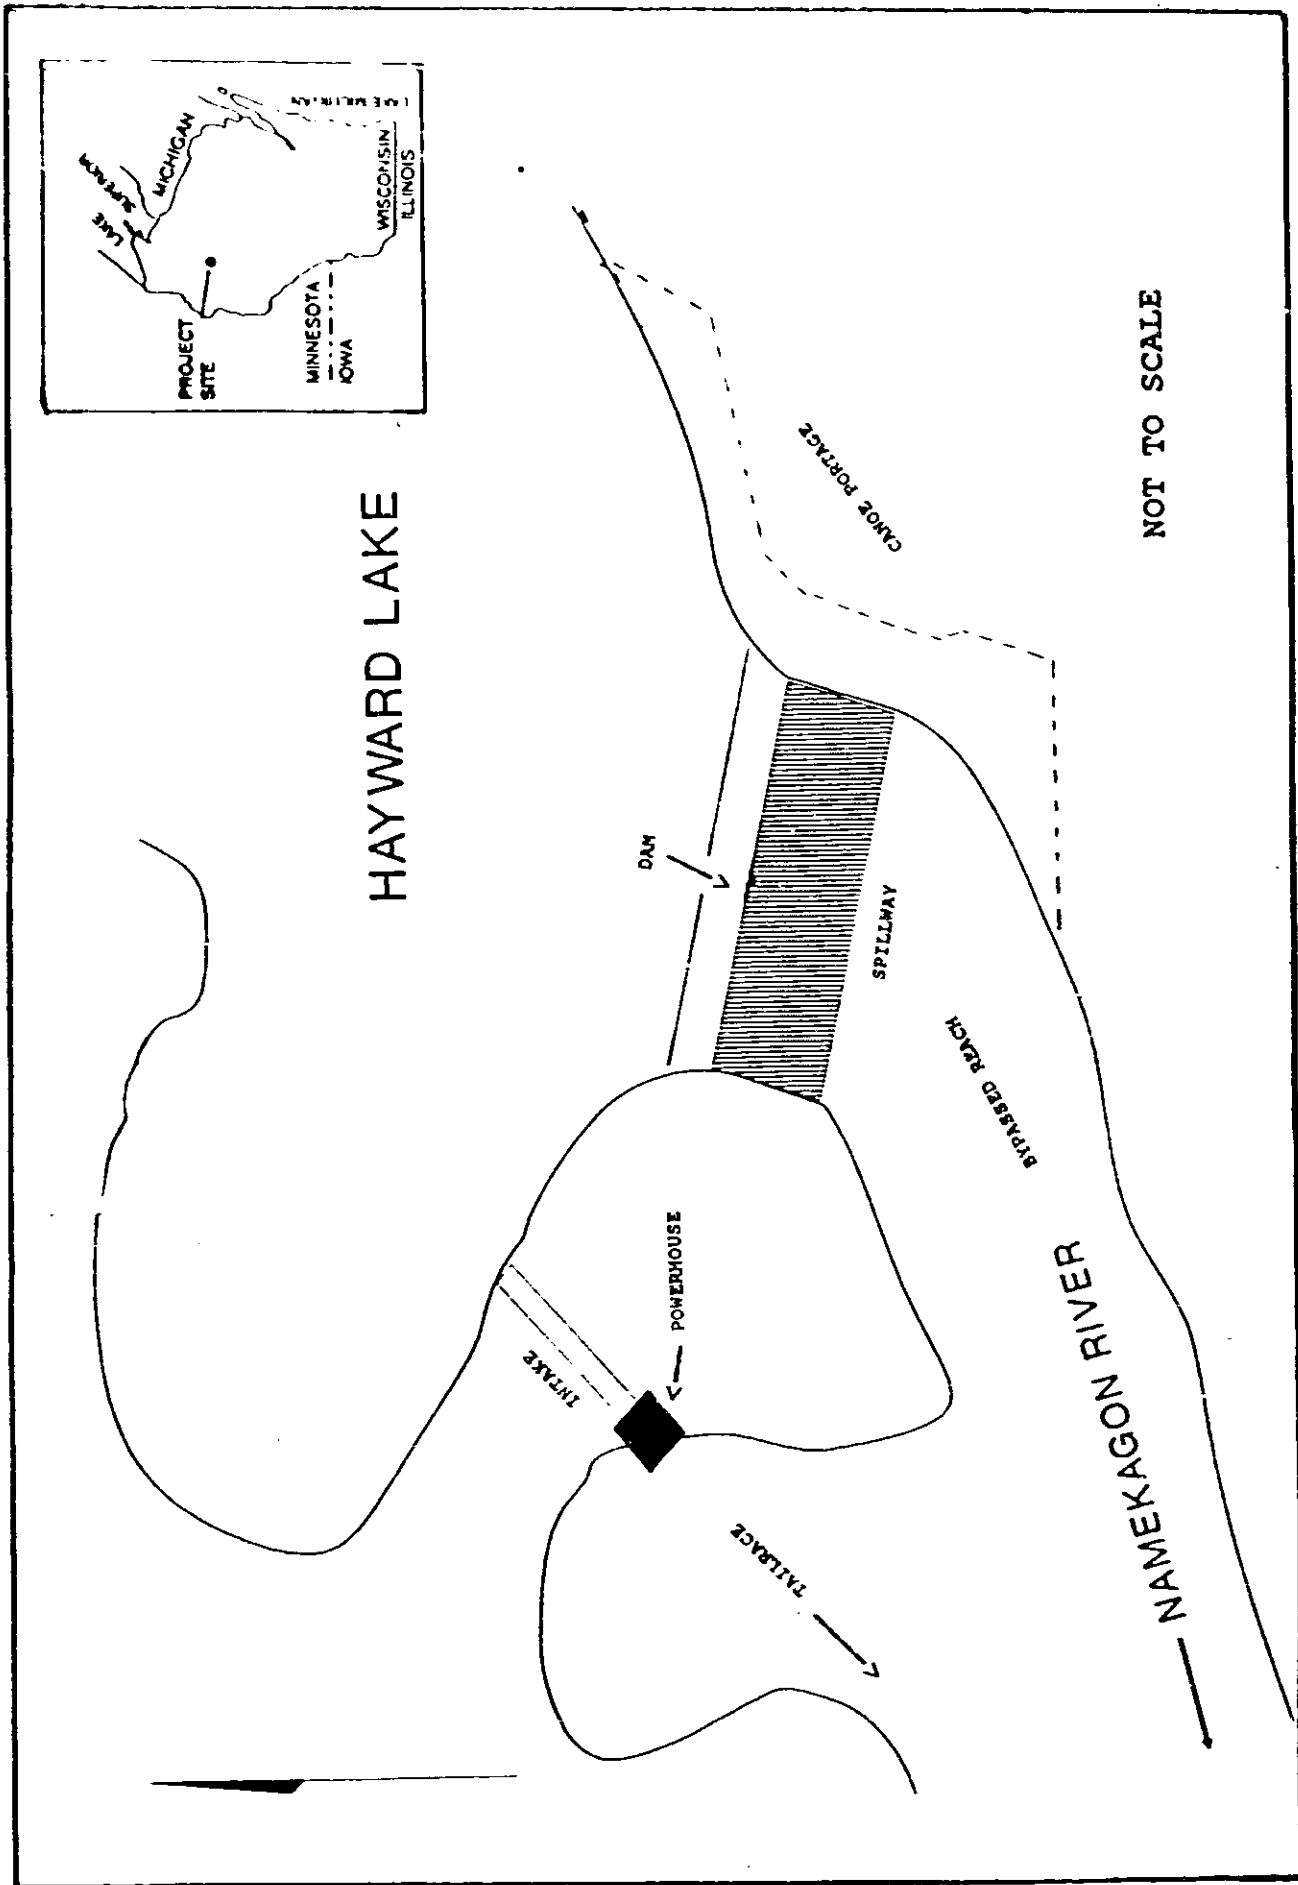 LAKE
SUPERIOR
MICHIGAN
PROJECT
SITE
MINNESOTA
IOWA
WISCONSIN
ILLINOIS
HAYWARD LAKE
DAM
CANOE PORTAGE
SPILLWAY
INTAKE
POWERHOUSE
BYPASSED REACH
TAILRACE
NAMEKAGON RIVER
NOT TO SCALE